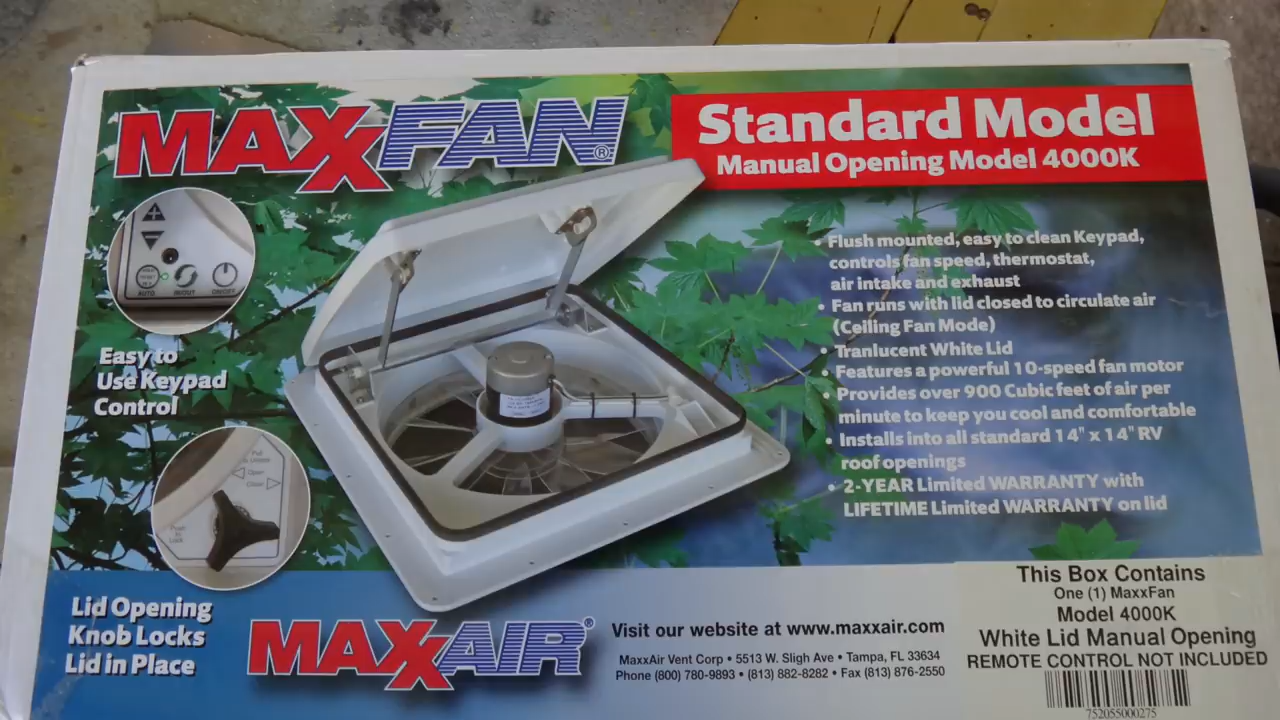 MAXXFAN®
Standard Model
Manual Opening Model 4000K
AUTO IN/OUT ON/OFF
Easy to
Use Keypad
Control
• Flush mounted, easy to clean Keypad,
controls fan speed, thermostat,
air intake and exhaust
• Fan runs with lid closed to circulate air
(Ceiling Fan Mode)
• Tranlucent White Lid
• Features a powerful 10-speed fan motor
• Provides over 900 Cubic feet of air per
minute to keep you cool and comfortable
• Installs into all standard 14" x 14" RV
roof openings
• 2-YEAR Limited WARRANTY with
LIFETIME Limited WARRANTY on lid
Open
Close
Push
to
Lock
Lid Opening
Knob Locks
Lid in Place
MAXXAIR®
Visit our website at www.maxxair.com
MaxxAir Vent Corp • 5513 W. Sligh Ave • Tampa, FL 33634
Phone (800) 780-9893 • (813) 882-8282 • Fax (813) 876-2550
This Box Contains
One (1) MaxxFan
Model 4000K
White Lid Manual Opening
REMOTE CONTROL NOT INCLUDED
752055000275